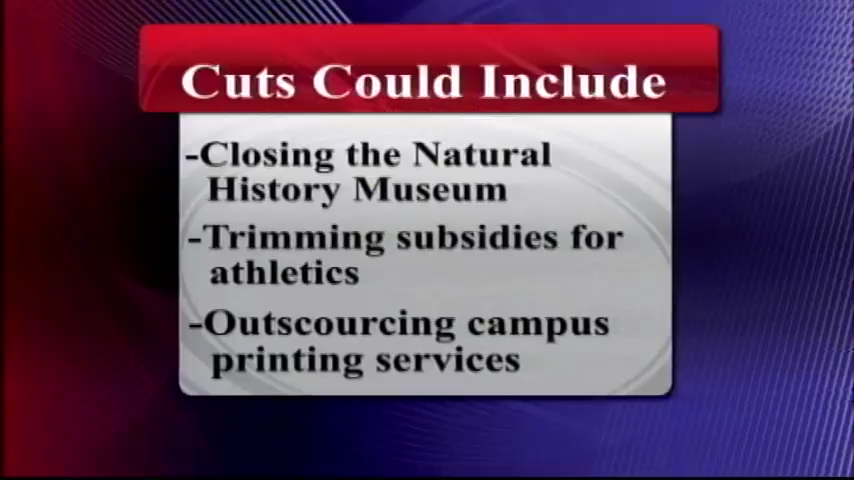 Cuts Could Include
-Closing the Natural
History Museum
-Trimming subsidies for
athletics
-Outscourcing campus
printing services